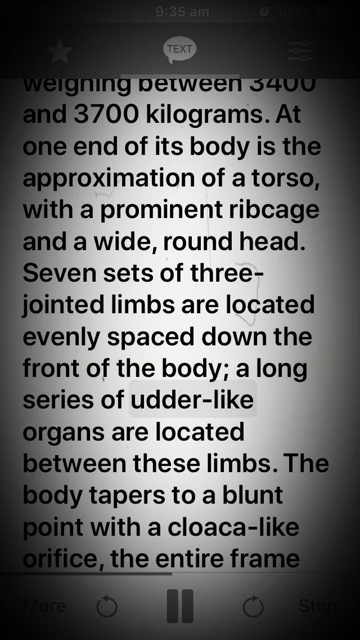 9:35 am
TEXT
weighing between 3400
and 3700 kilograms. At
one end of its body is the
approximation of a torso,
with a prominent ribcage
and a wide, round head.
Seven sets of three-
jointed limbs are located
evenly spaced down the
front of the body; a long
series of udder-like
organs are located
between these limbs. The
body tapers to a blunt
point with a cloaca-like
orifice, the entire frame
More
Stop